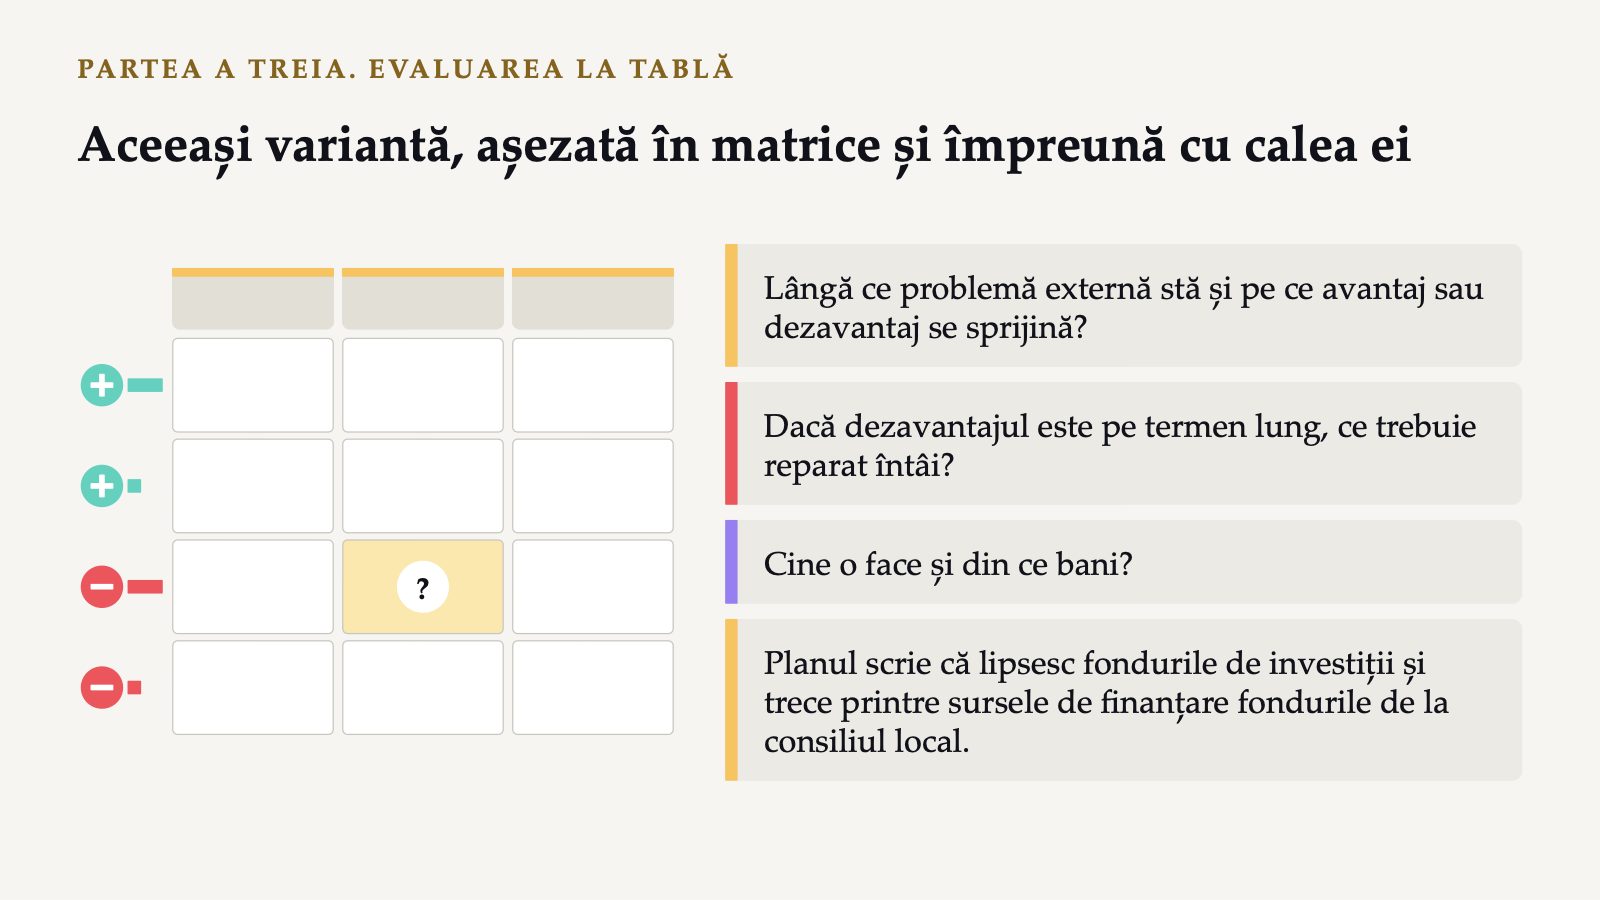 PARTEA A TREIA. EVALUAREA LA TABLĂ
Aceeași variantă, așezată în matrice și împreună cu calea ei
Lângă ce problemă externă stă și pe ce avantaj sau
dezavantaj se sprijină?
Dacă dezavantajul este pe termen lung, ce trebuie
reparat întâi?
?
Cine o face și din ce bani?
Planul scrie că lipsesc fondurile de investiții și
trece printre sursele de finanțare fondurile de la
consiliul local.